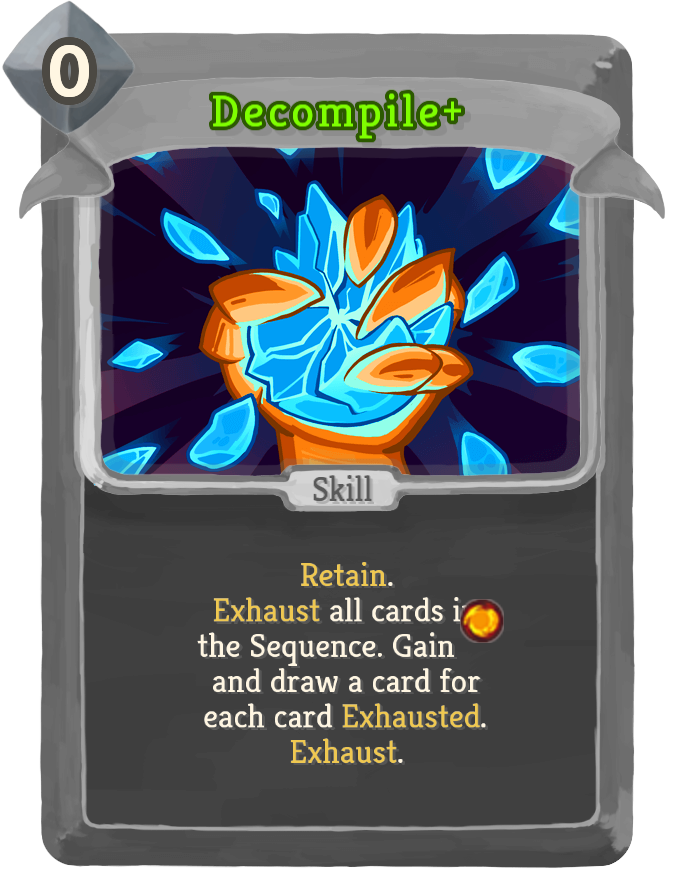 0
Decompile+
Skill
Retain.
Exhaust all cards
the Sequence. Gain
and draw a card for
each card Exhausted.
Exhaust.